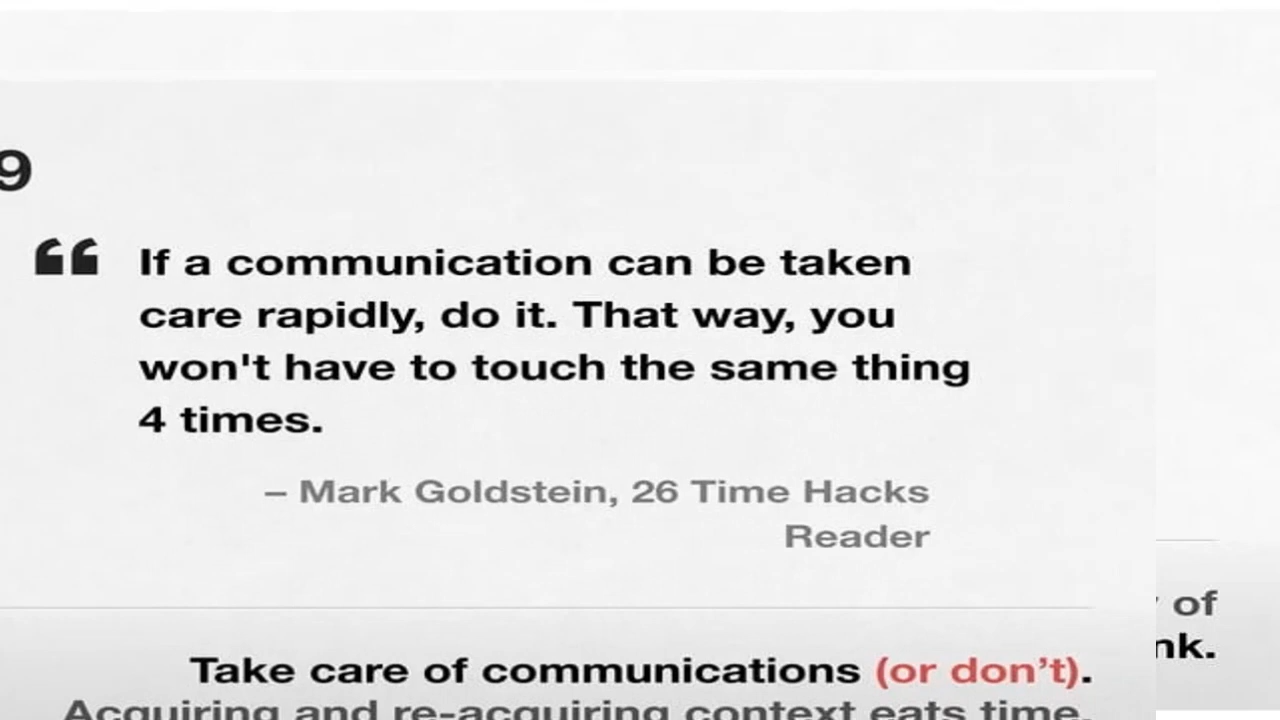 9
“ If a communication can be taken
care rapidly, do it. That way, you
won't have to touch the same thing
4 times.
– Mark Goldstein, 26 Time Hacks
Reader
Take care of communications (or don’t).
Acquiring and re-acquiring context eats time.
of
nk.